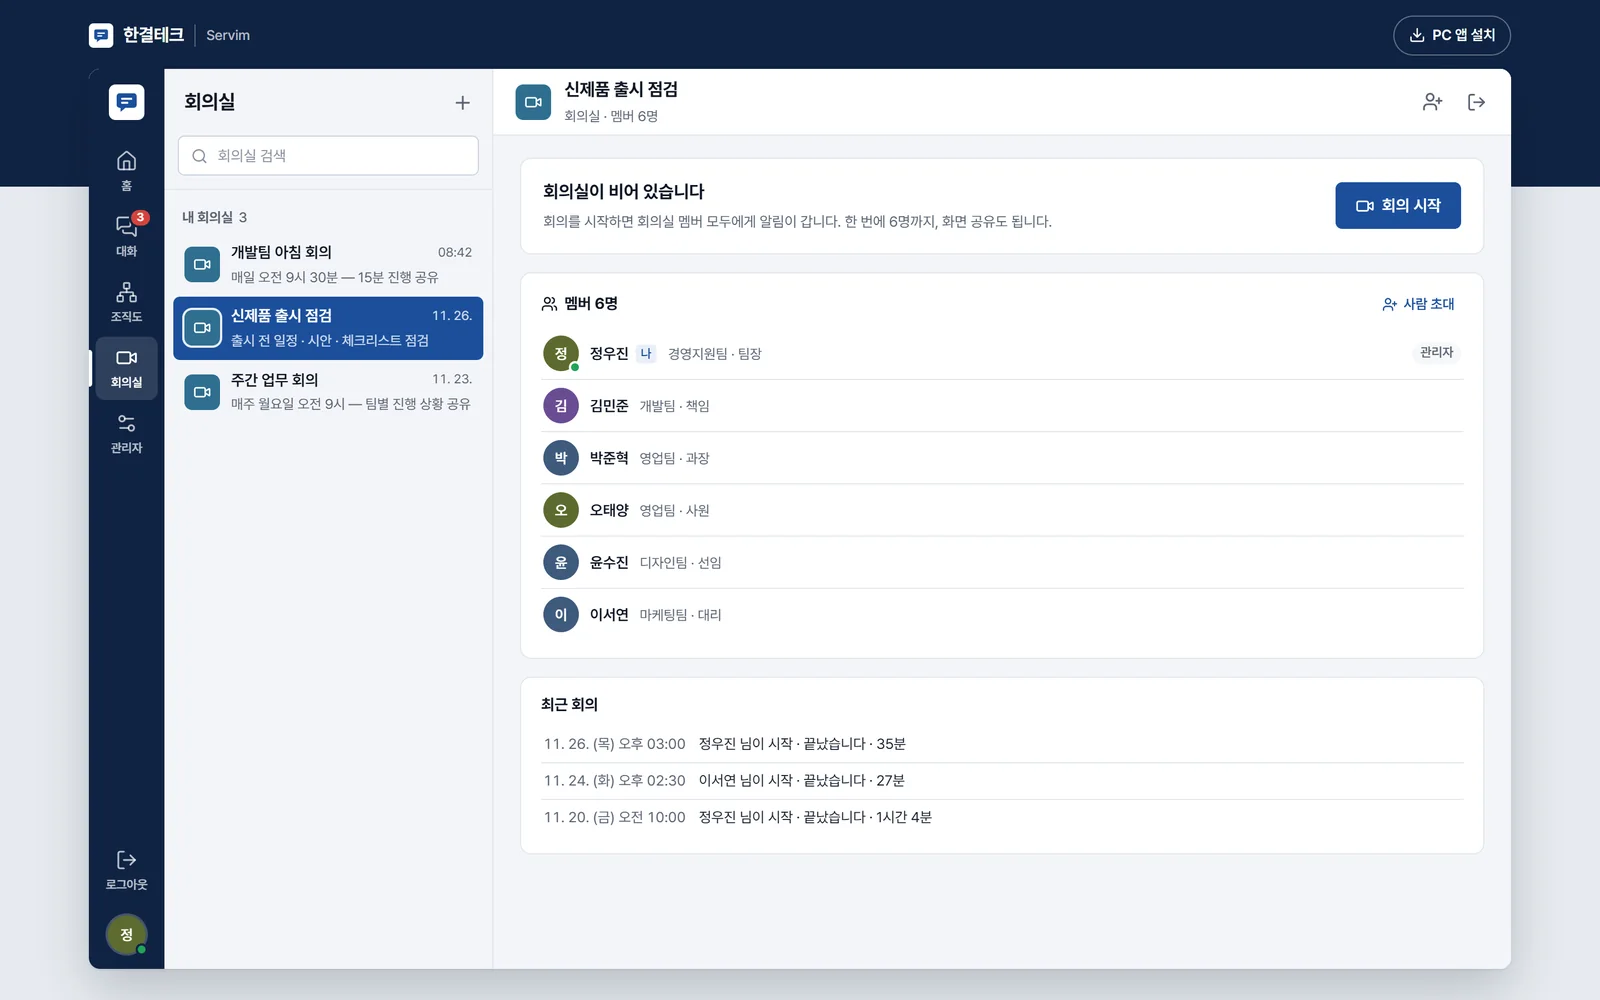 한결테크
Servim
PC 앱 설치
홈
3
대화
조직도
회의실
관리자
로그아웃
정
회의실
회의실 검색
내 회의실 3
개발팀 아침 회의 08:42
매일 오전 9시 30분 — 15분 진행 공유
신제품 출시 점검 11. 26.
출시 전 일정 · 시안 · 체크리스트 점검
주간 업무 회의 11. 23.
매주 월요일 오전 9시 — 팀별 진행 상황 공유
신제품 출시 점검
회의실 · 멤버 6명
회의실이 비어 있습니다
회의를 시작하면 회의실 멤버 모두에게 알림이 갑니다. 한 번에 6명까지, 화면 공유도 됩니다.
회의 시작
멤버 6명
사람 초대
정 정우진 나 경영지원팀 · 팀장 관리자
김 김민준 개발팀 · 책임
박 박준혁 영업팀 · 과장
오 오태양 영업팀 · 사원
윤 윤수진 디자인팀 · 선임
이 이서연 마케팅팀 · 대리
최근 회의
11. 26. (목) 오후 03:00 정우진 님이 시작 · 끝났습니다 · 35분
11. 24. (화) 오후 02:30 이서연 님이 시작 · 끝났습니다 · 27분
11. 20. (금) 오전 10:00 정우진 님이 시작 · 끝났습니다 · 1시간 4분